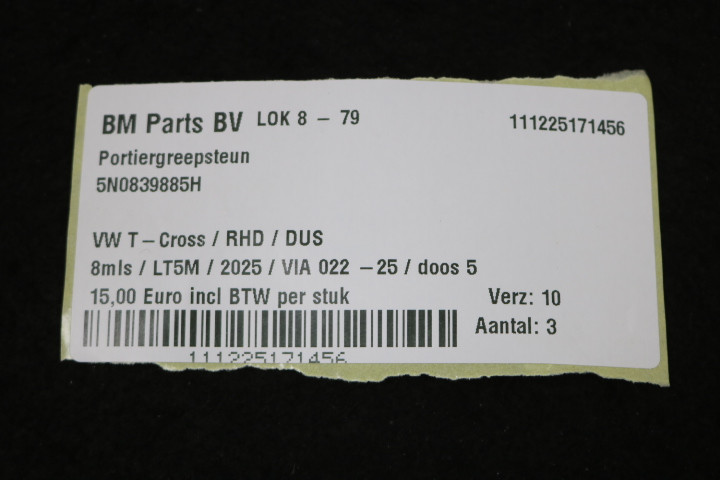 BM Parts BV LOK 8 – 79 111225171456
Portiergreepsteun
5N0839885H
VW T–Cross / RHD / DUS
8mls / LT5M / 2025 / VIA 022 –25 / doos 5
15,00 Euro incl BTW per stuk Verz: 10
Aantal: 3
111225171456